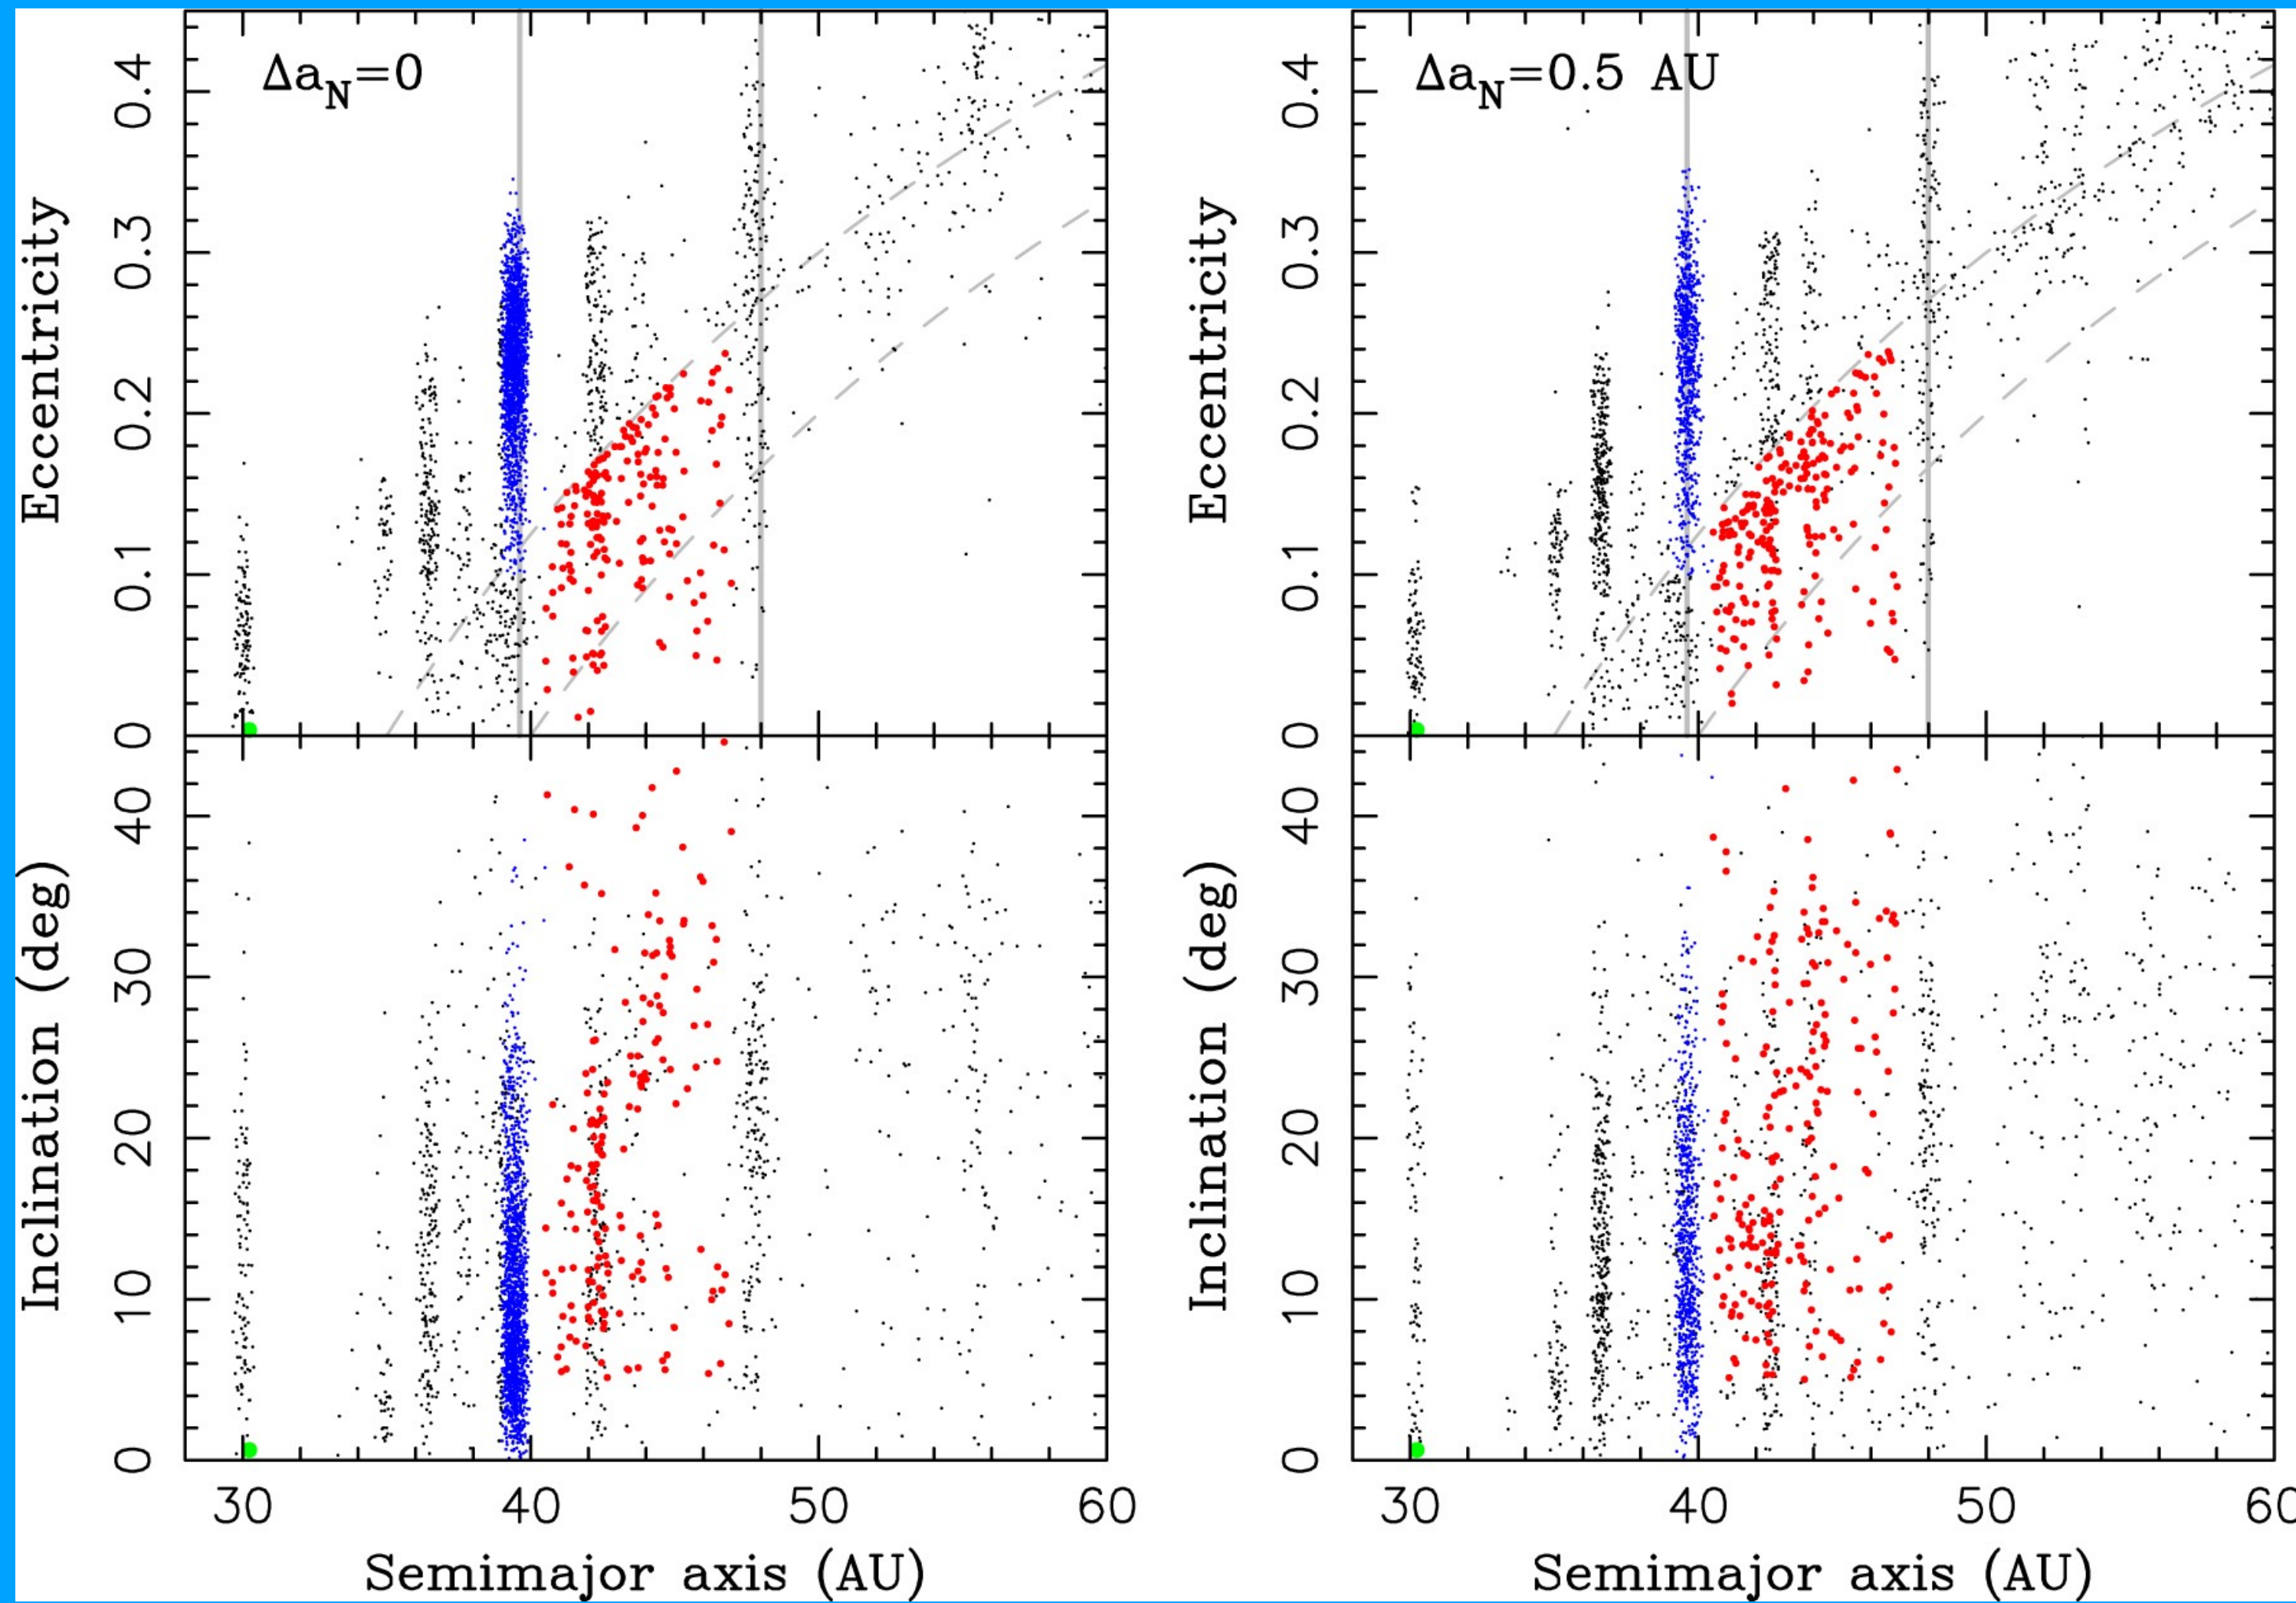 Δa_N=0
Eccentricity
0.4
0.3
0.2
0.1
0
Inclination (deg)
40
30
20
10
0
30 40 50 60
Semimajor axis (AU)
Δa_N=0.5 AU
Eccentricity
0.4
0.3
0.2
0.1
0
Inclination (deg)
40
30
20
10
0
30 40 50 60
Semimajor axis (AU)